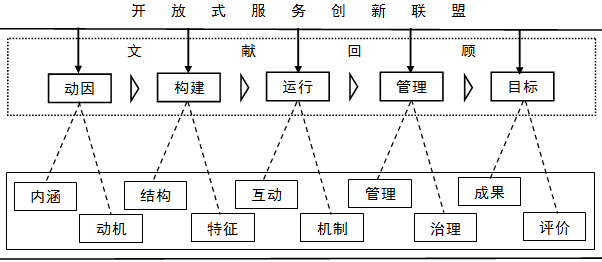 开放式服务创新联盟
文献回顾
动因 构建 运行 管理 目标
内涵 结构 互动 管理 成果
动机 特征 机制 治理 评价